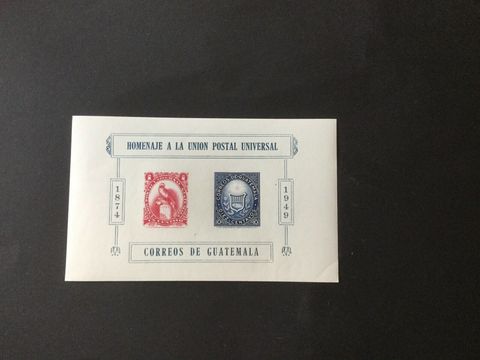 HOMENAJE A LA UNION POSTAL UNIVERSAL
1874
1949
CORREOS DE GUATEMALA